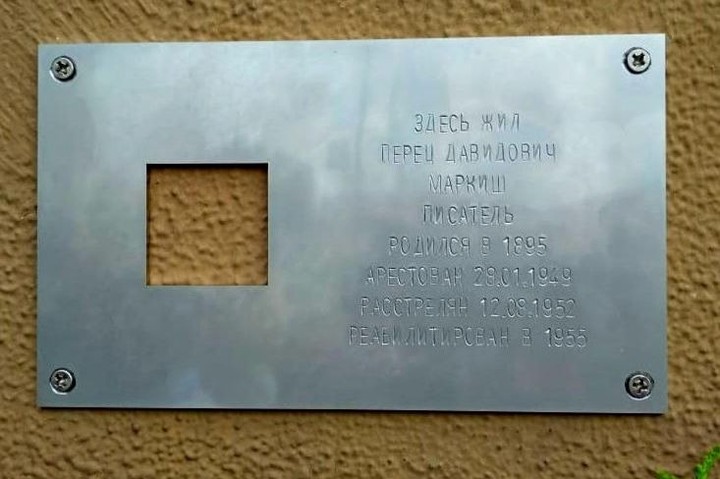 ЗДЕСЬ ЖИЛ
ПЕРЕЦ ДАВИДОВИЧ
МАРКИШ
ПИСАТЕЛЬ
РОДИЛСЯ В 1895
АРЕСТОВАН 28.01.1949
РАССТРЕЛЯН 12.08.1952
РЕАБИЛИТИРОВАН В 1955